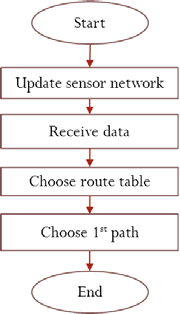 Start
Update sensor network
Receive data
Choose route table
Choose 1st path
End